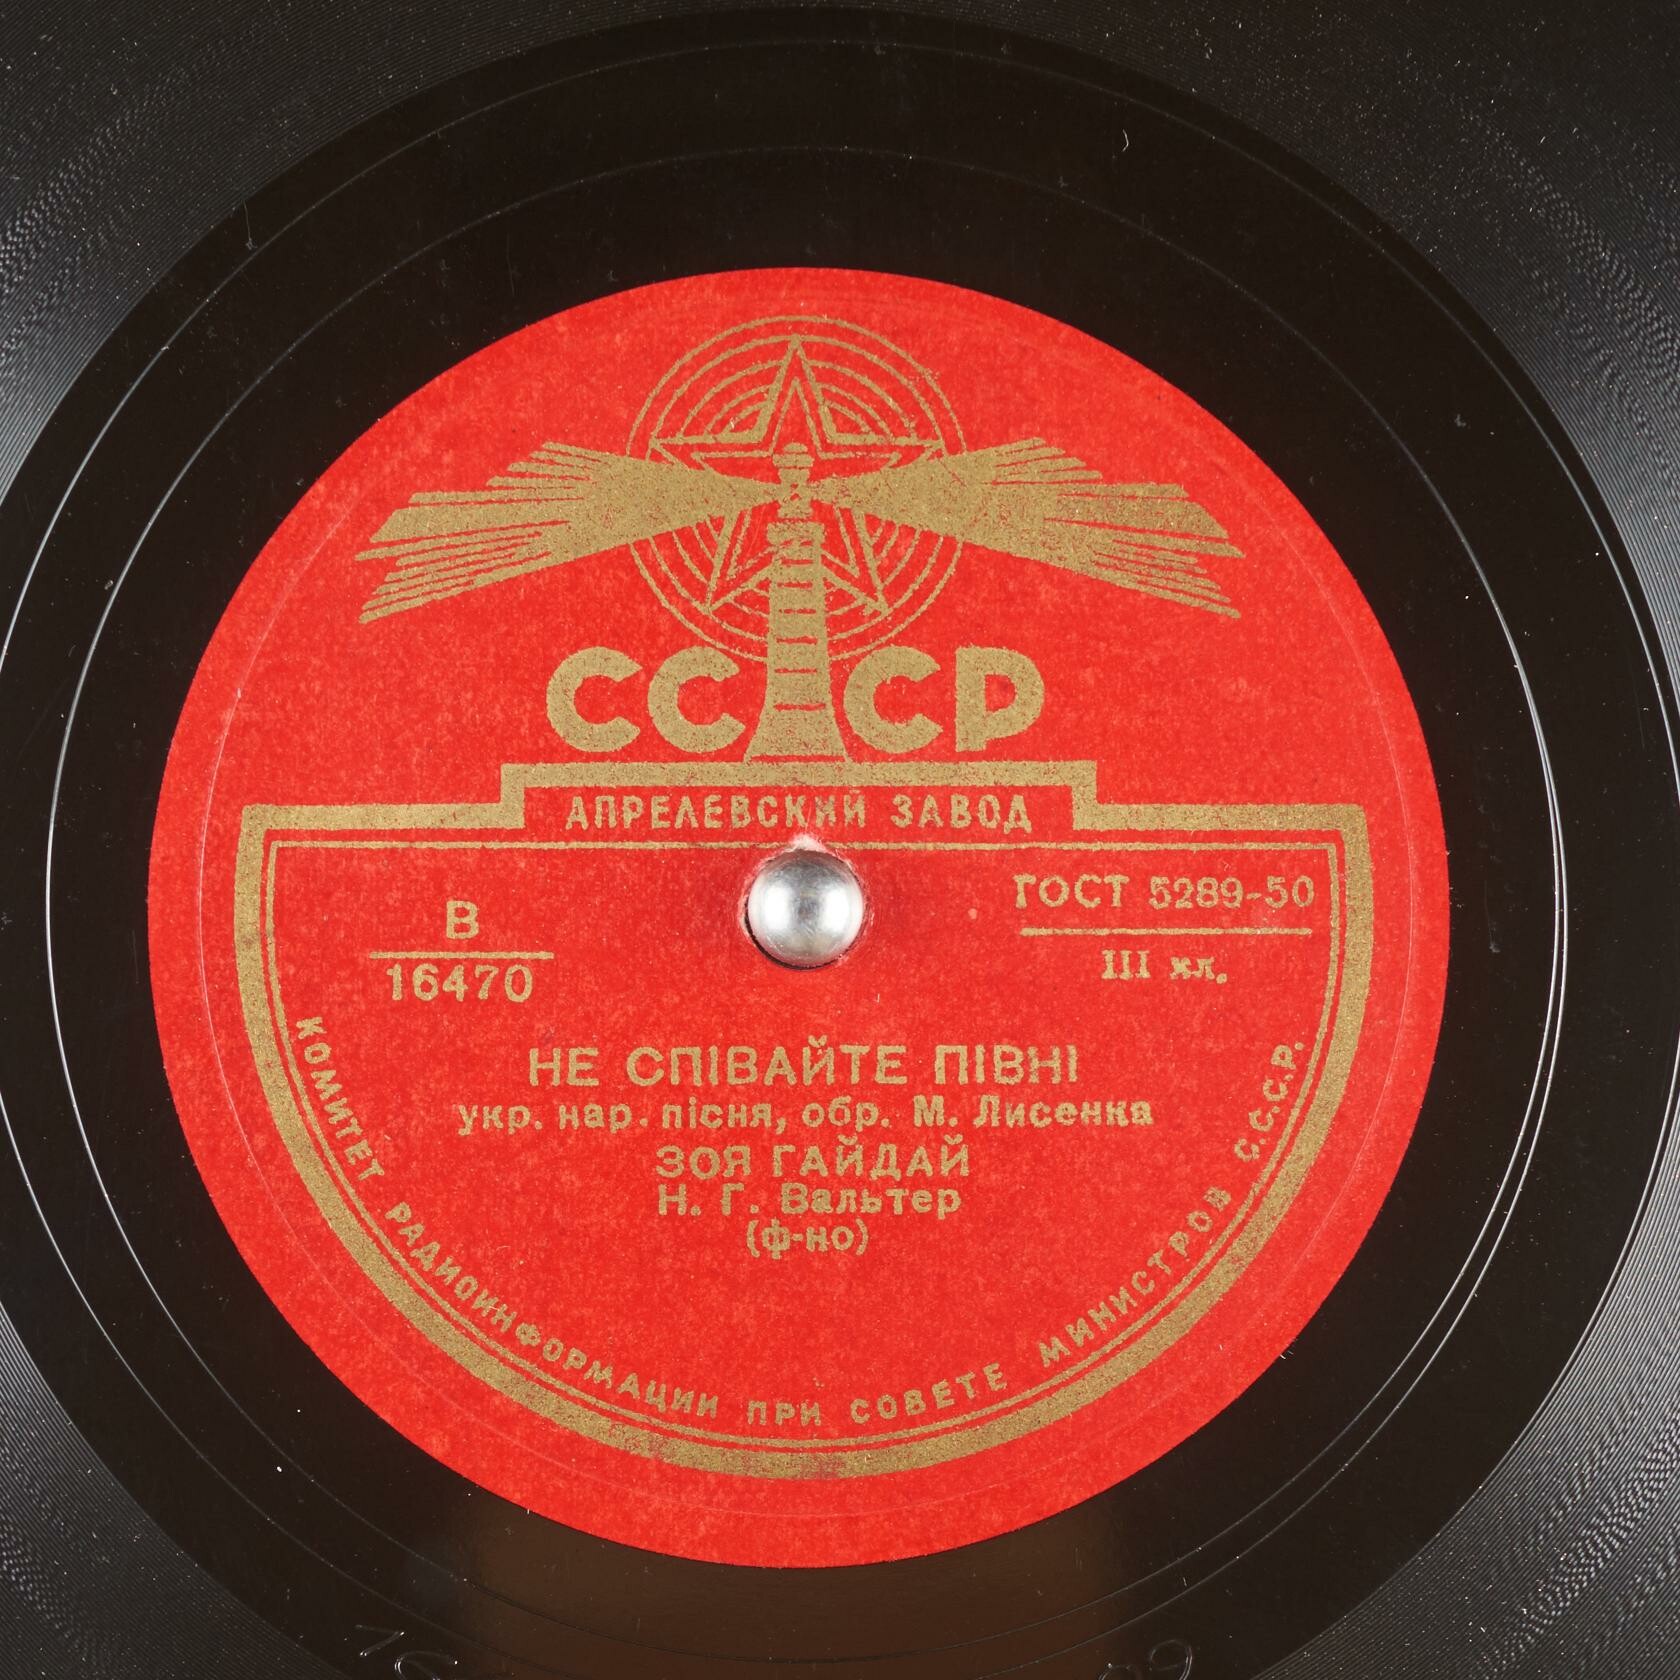 СССР
АПРЕЛЕВСКИЙ ЗАВОД
В
16470
ГОСТ 5289-50
III кл.
НЕ СПІВАЙТЕ ПІВНІ
укр. нар. пісня, обр. М. Лисенка
ЗОЯ ГАЙДАЙ
Н. Г. Вальтер
(ф-но)
КОМИТЕТ РАДИОИНФОРМАЦИИ ПРИ СОВЕТЕ МИНИСТРОВ С.С.С.Р.